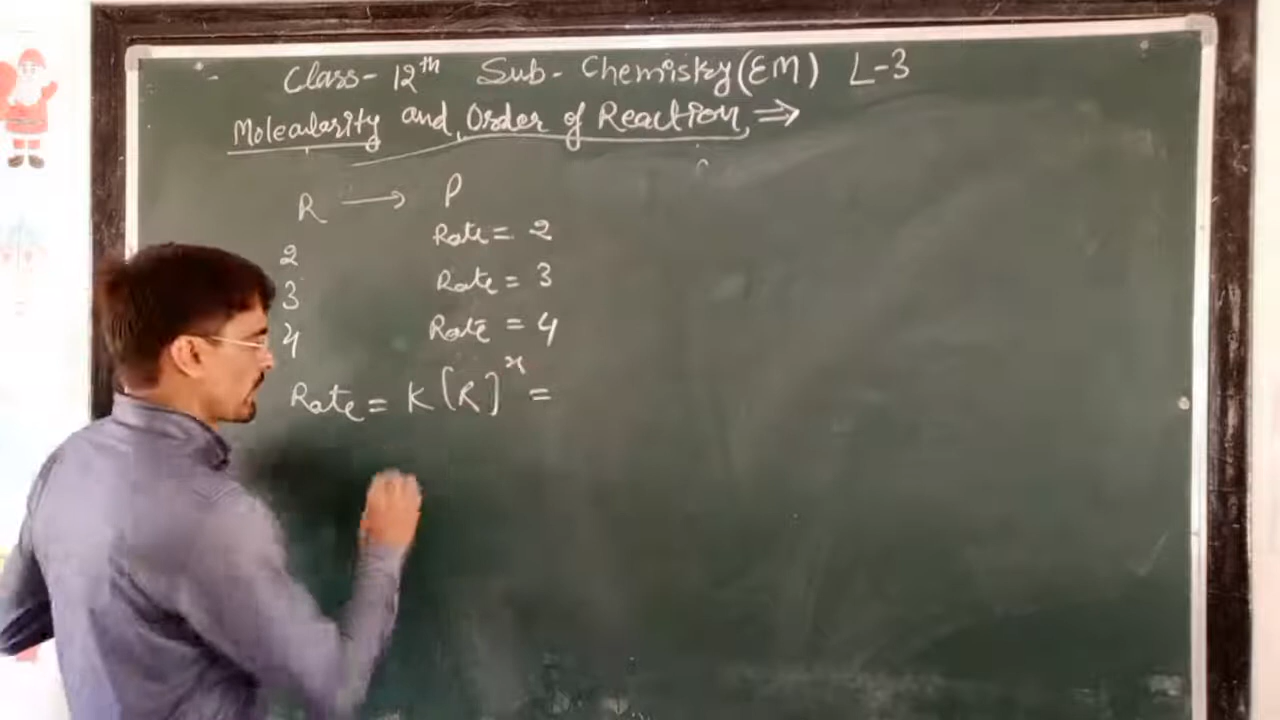 Class-12th Sub-Chemistry(EM) L-3
Molecularity and Order of Reaction ⇒
R → P
2 Rate = 2
3 Rate = 3
4 Rate = 4
Rate = K[R]^x =